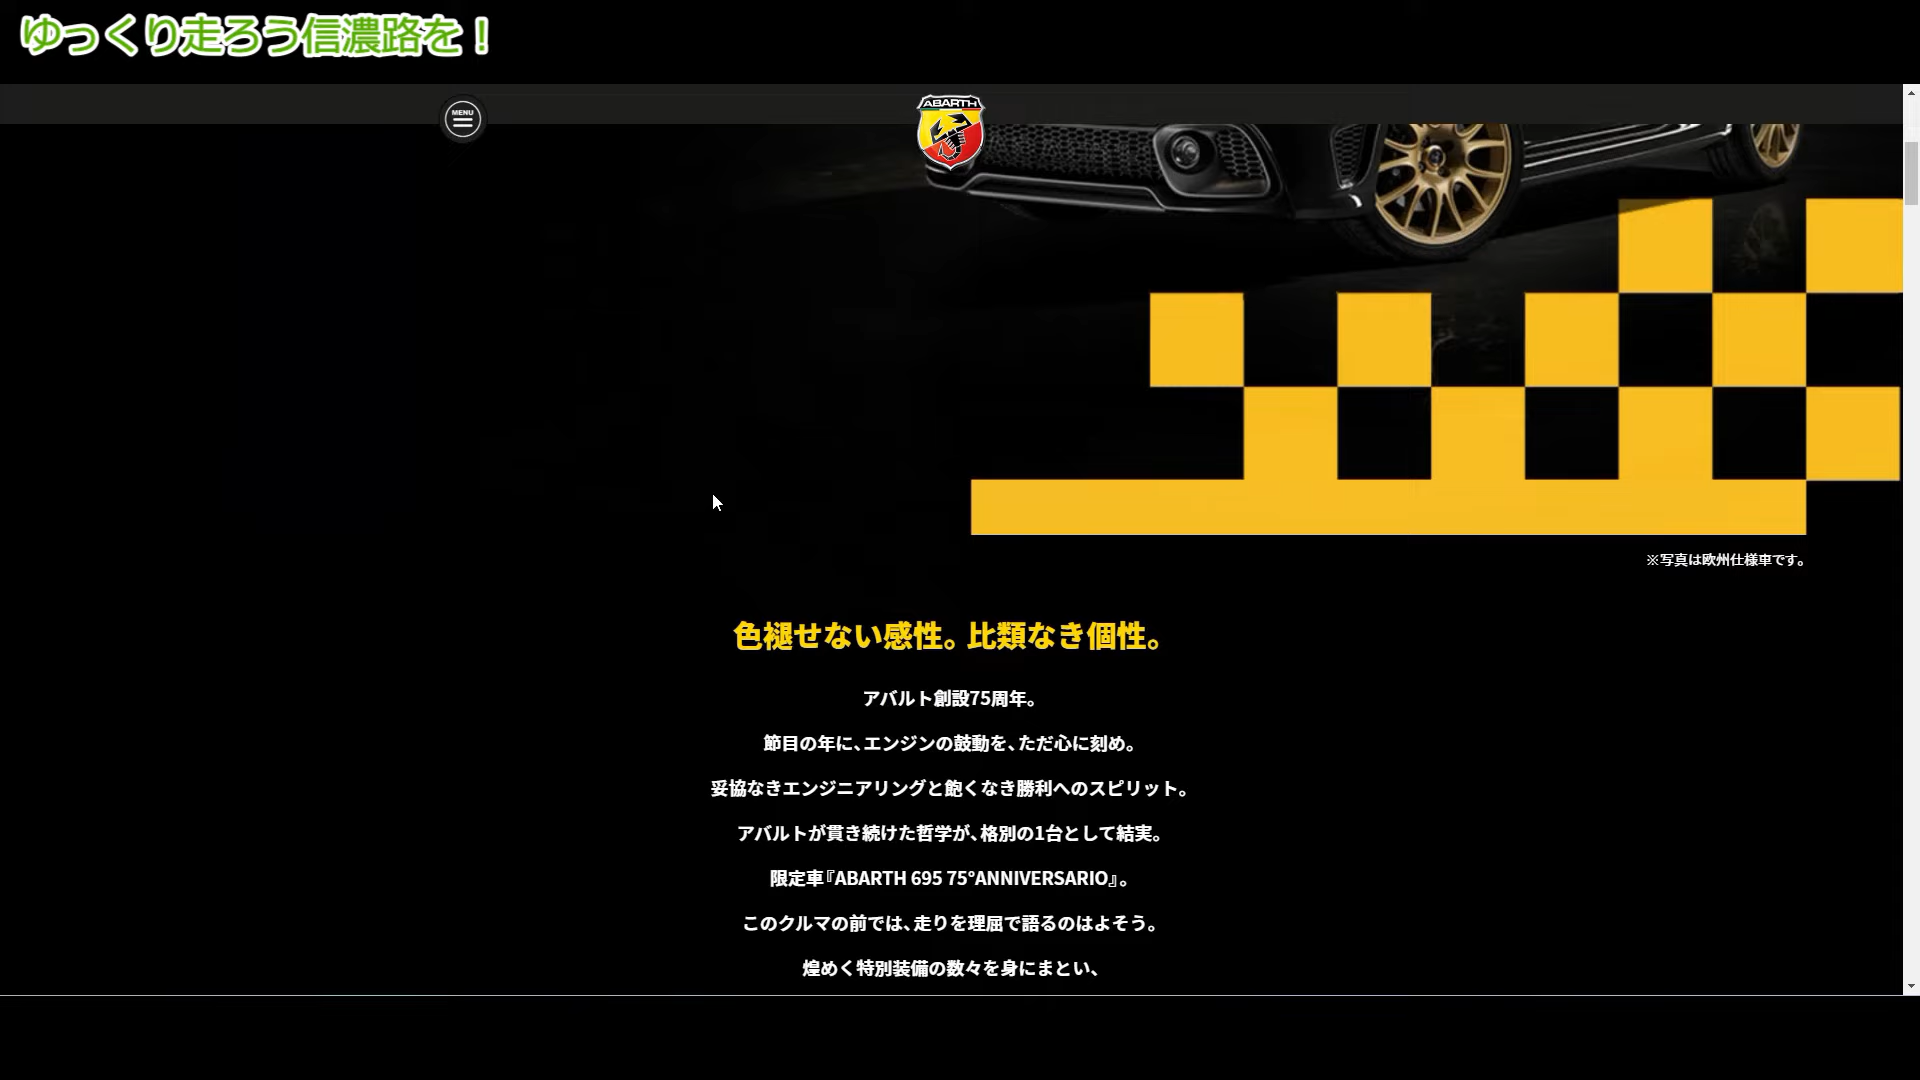 ゆっくり走ろう信濃路を！
MENU
ABARTH
※写真は欧州仕様車です。
色褪せない感性。比類なき個性。
アバルト創設75周年。
節目の年に、エンジンの鼓動を、ただ心に刻め。
妥協なきエンジニアリングと飽くなき勝利へのスピリット。
アバルトが貫き続けた哲学が、格別の1台として結実。
限定車『ABARTH 695 75°ANNIVERSARIO』。
このクルマの前では、走りを理屈で語るのはよそう。
煌めく特別装備の数々を身にまとい、